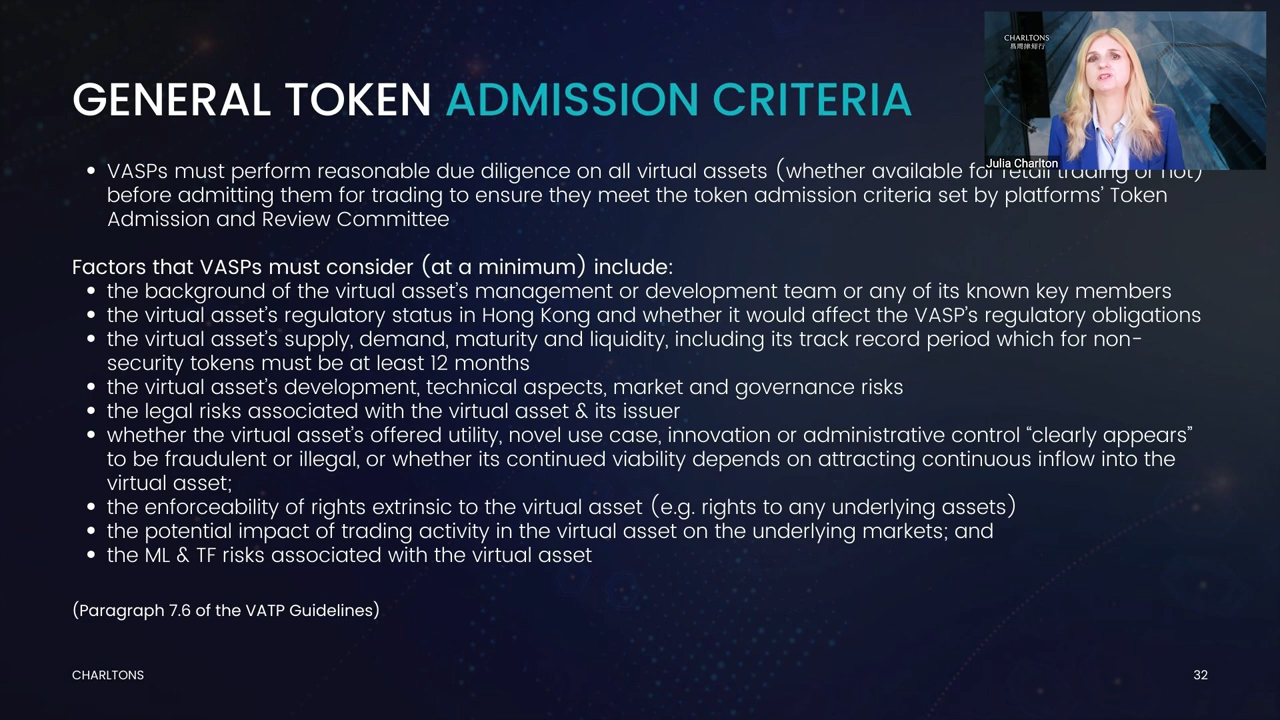 CHARLTONS
易周律師行
GENERAL TOKEN ADMISSION CRITERIA
Julia Charlton
• VASPs must perform reasonable due diligence on all virtual assets (whether available for retail trading or not)
before admitting them for trading to ensure they meet the token admission criteria set by platforms’ Token
Admission and Review Committee
Factors that VASPs must consider (at a minimum) include:
• the background of the virtual asset’s management or development team or any of its known key members
• the virtual asset’s regulatory status in Hong Kong and whether it would affect the VASP’s regulatory obligations
• the virtual asset’s supply, demand, maturity and liquidity, including its track record period which for non-
security tokens must be at least 12 months
• the virtual asset’s development, technical aspects, market and governance risks
• the legal risks associated with the virtual asset & its issuer
• whether the virtual asset’s offered utility, novel use case, innovation or administrative control “clearly appears”
to be fraudulent or illegal, or whether its continued viability depends on attracting continuous inflow into the
virtual asset;
• the enforceability of rights extrinsic to the virtual asset (e.g. rights to any underlying assets)
• the potential impact of trading activity in the virtual asset on the underlying markets; and
• the ML & TF risks associated with the virtual asset
(Paragraph 7.6 of the VATP Guidelines)
CHARLTONS
32